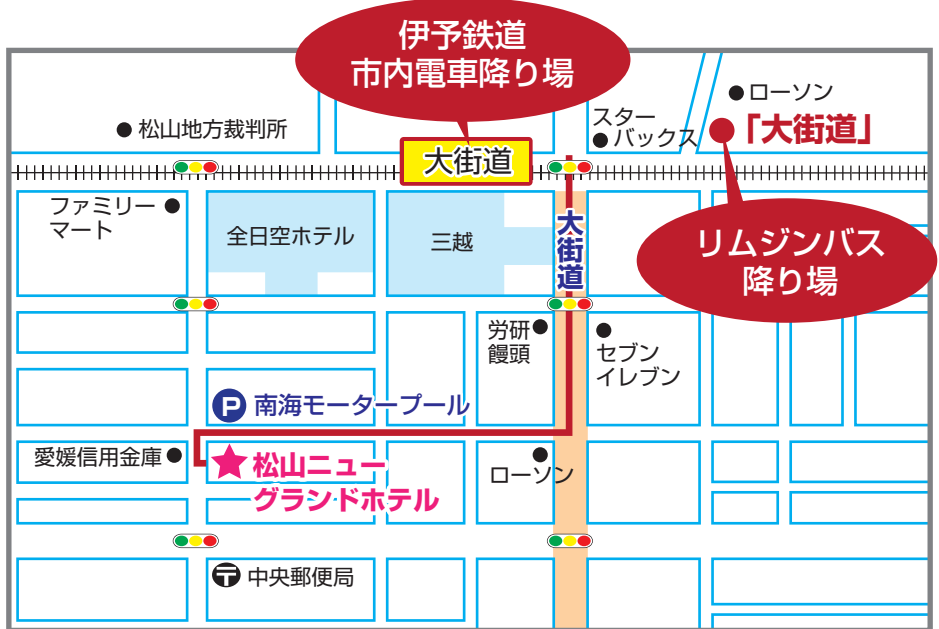 伊予鉄道
市内電車降り場
ローソン
「大街道」
スター
バックス
松山地方裁判所
大街道
ファミリー
マート
全日空ホテル
三越
大街道
リムジンバス
降り場
労研
饅頭
セブン
イレブン
P 南海モータープール
愛媛信用金庫
松山ニュー
グランドホテル
ローソン
〒 中央郵便局